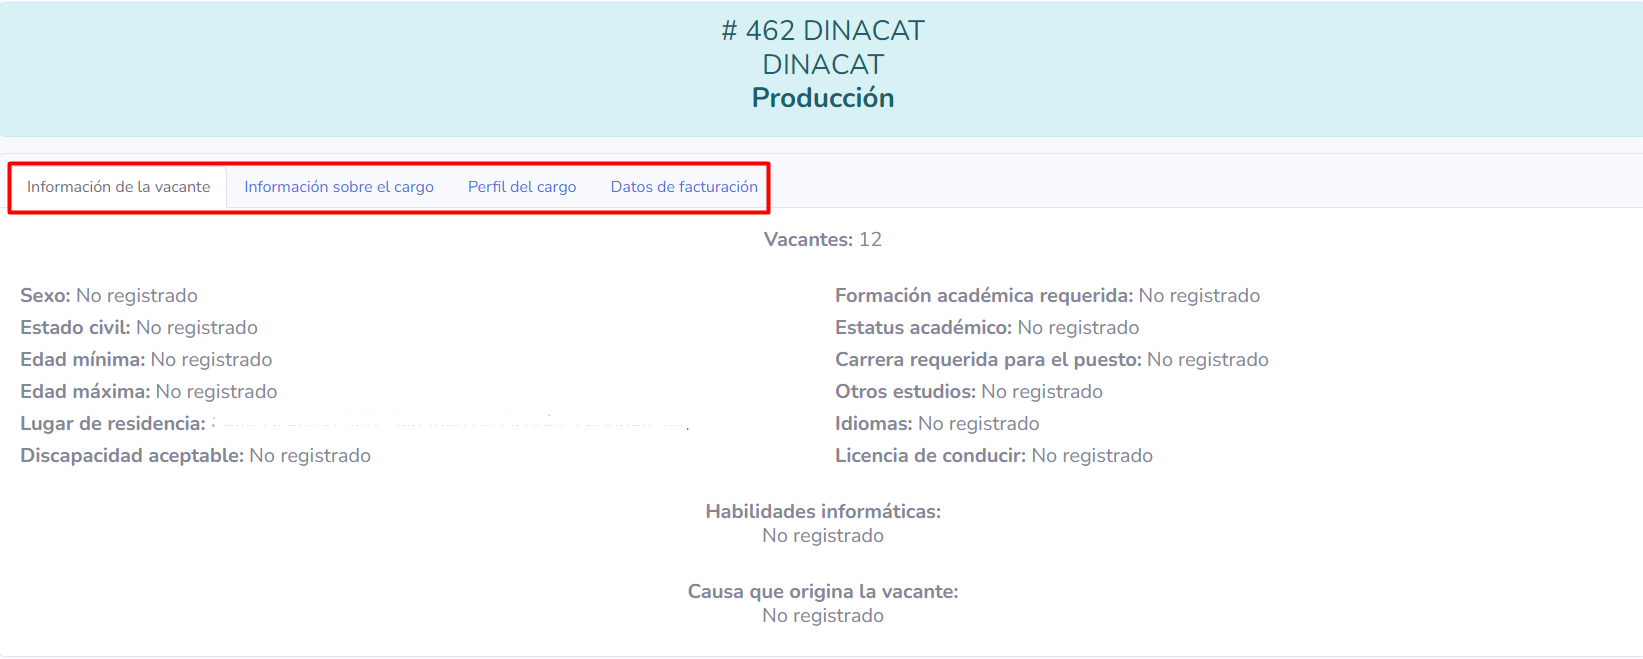 # 462 DINACAT
DINACAT
Producción
Información de la vacante
Información sobre el cargo
Perfil del cargo
Datos de facturación
Vacantes: 12
Sexo: No registrado
Estado civil: No registrado
Edad mínima: No registrado
Edad máxima: No registrado
Lugar de residencia:
Discapacidad aceptable: No registrado
Formación académica requerida: No registrado
Estatus académico: No registrado
Carrera requerida para el puesto: No registrado
Otros estudios: No registrado
Idiomas: No registrado
Licencia de conducir: No registrado
Habilidades informáticas:
No registrado
Causa que origina la vacante:
No registrado